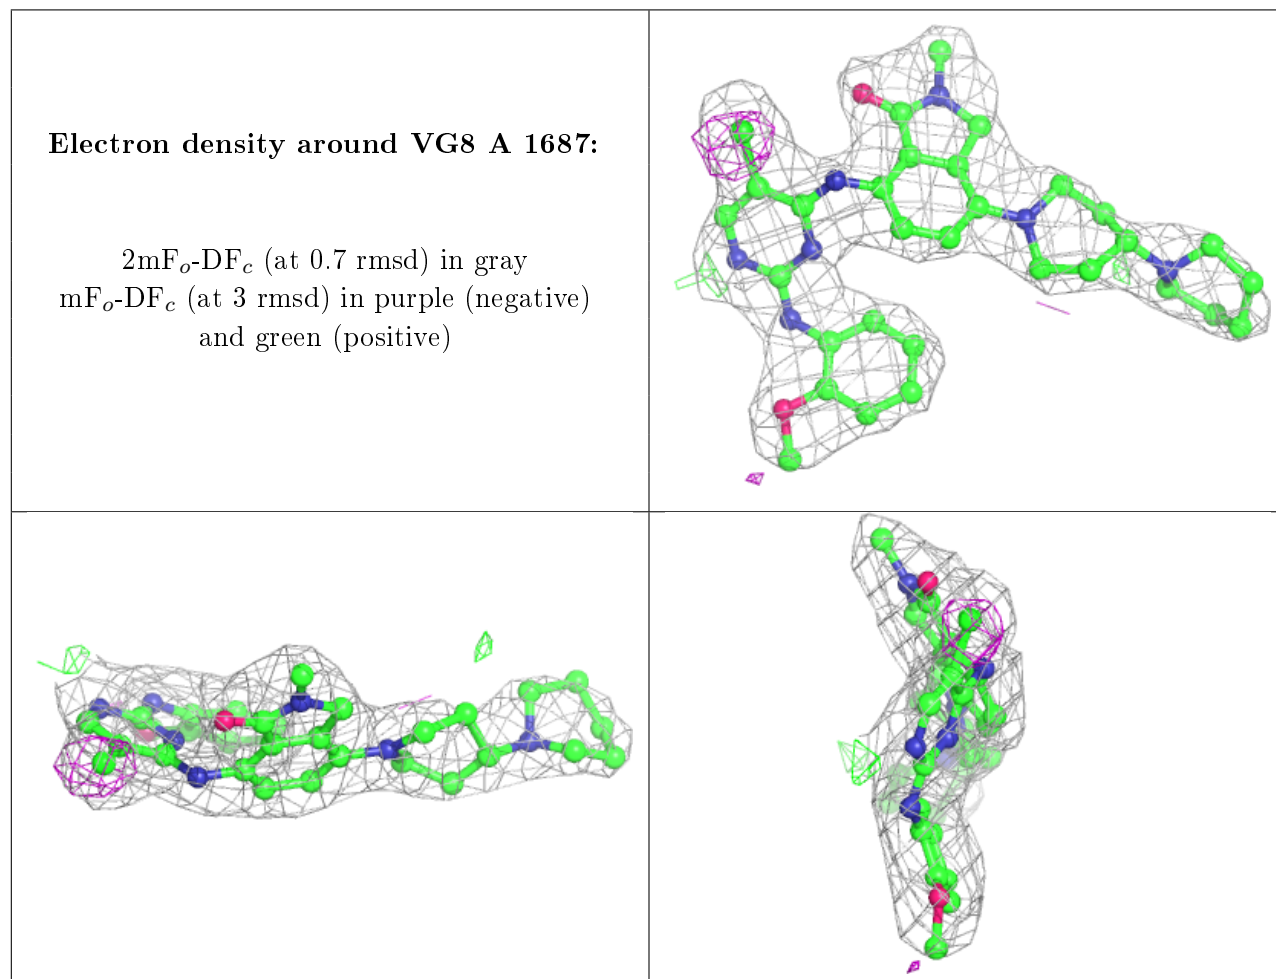 Electron density around VG8 A 1687:
2mFo-DFc (at 0.7 rmsd) in gray
mFo-DFc (at 3 rmsd) in purple (negative)
and green (positive)